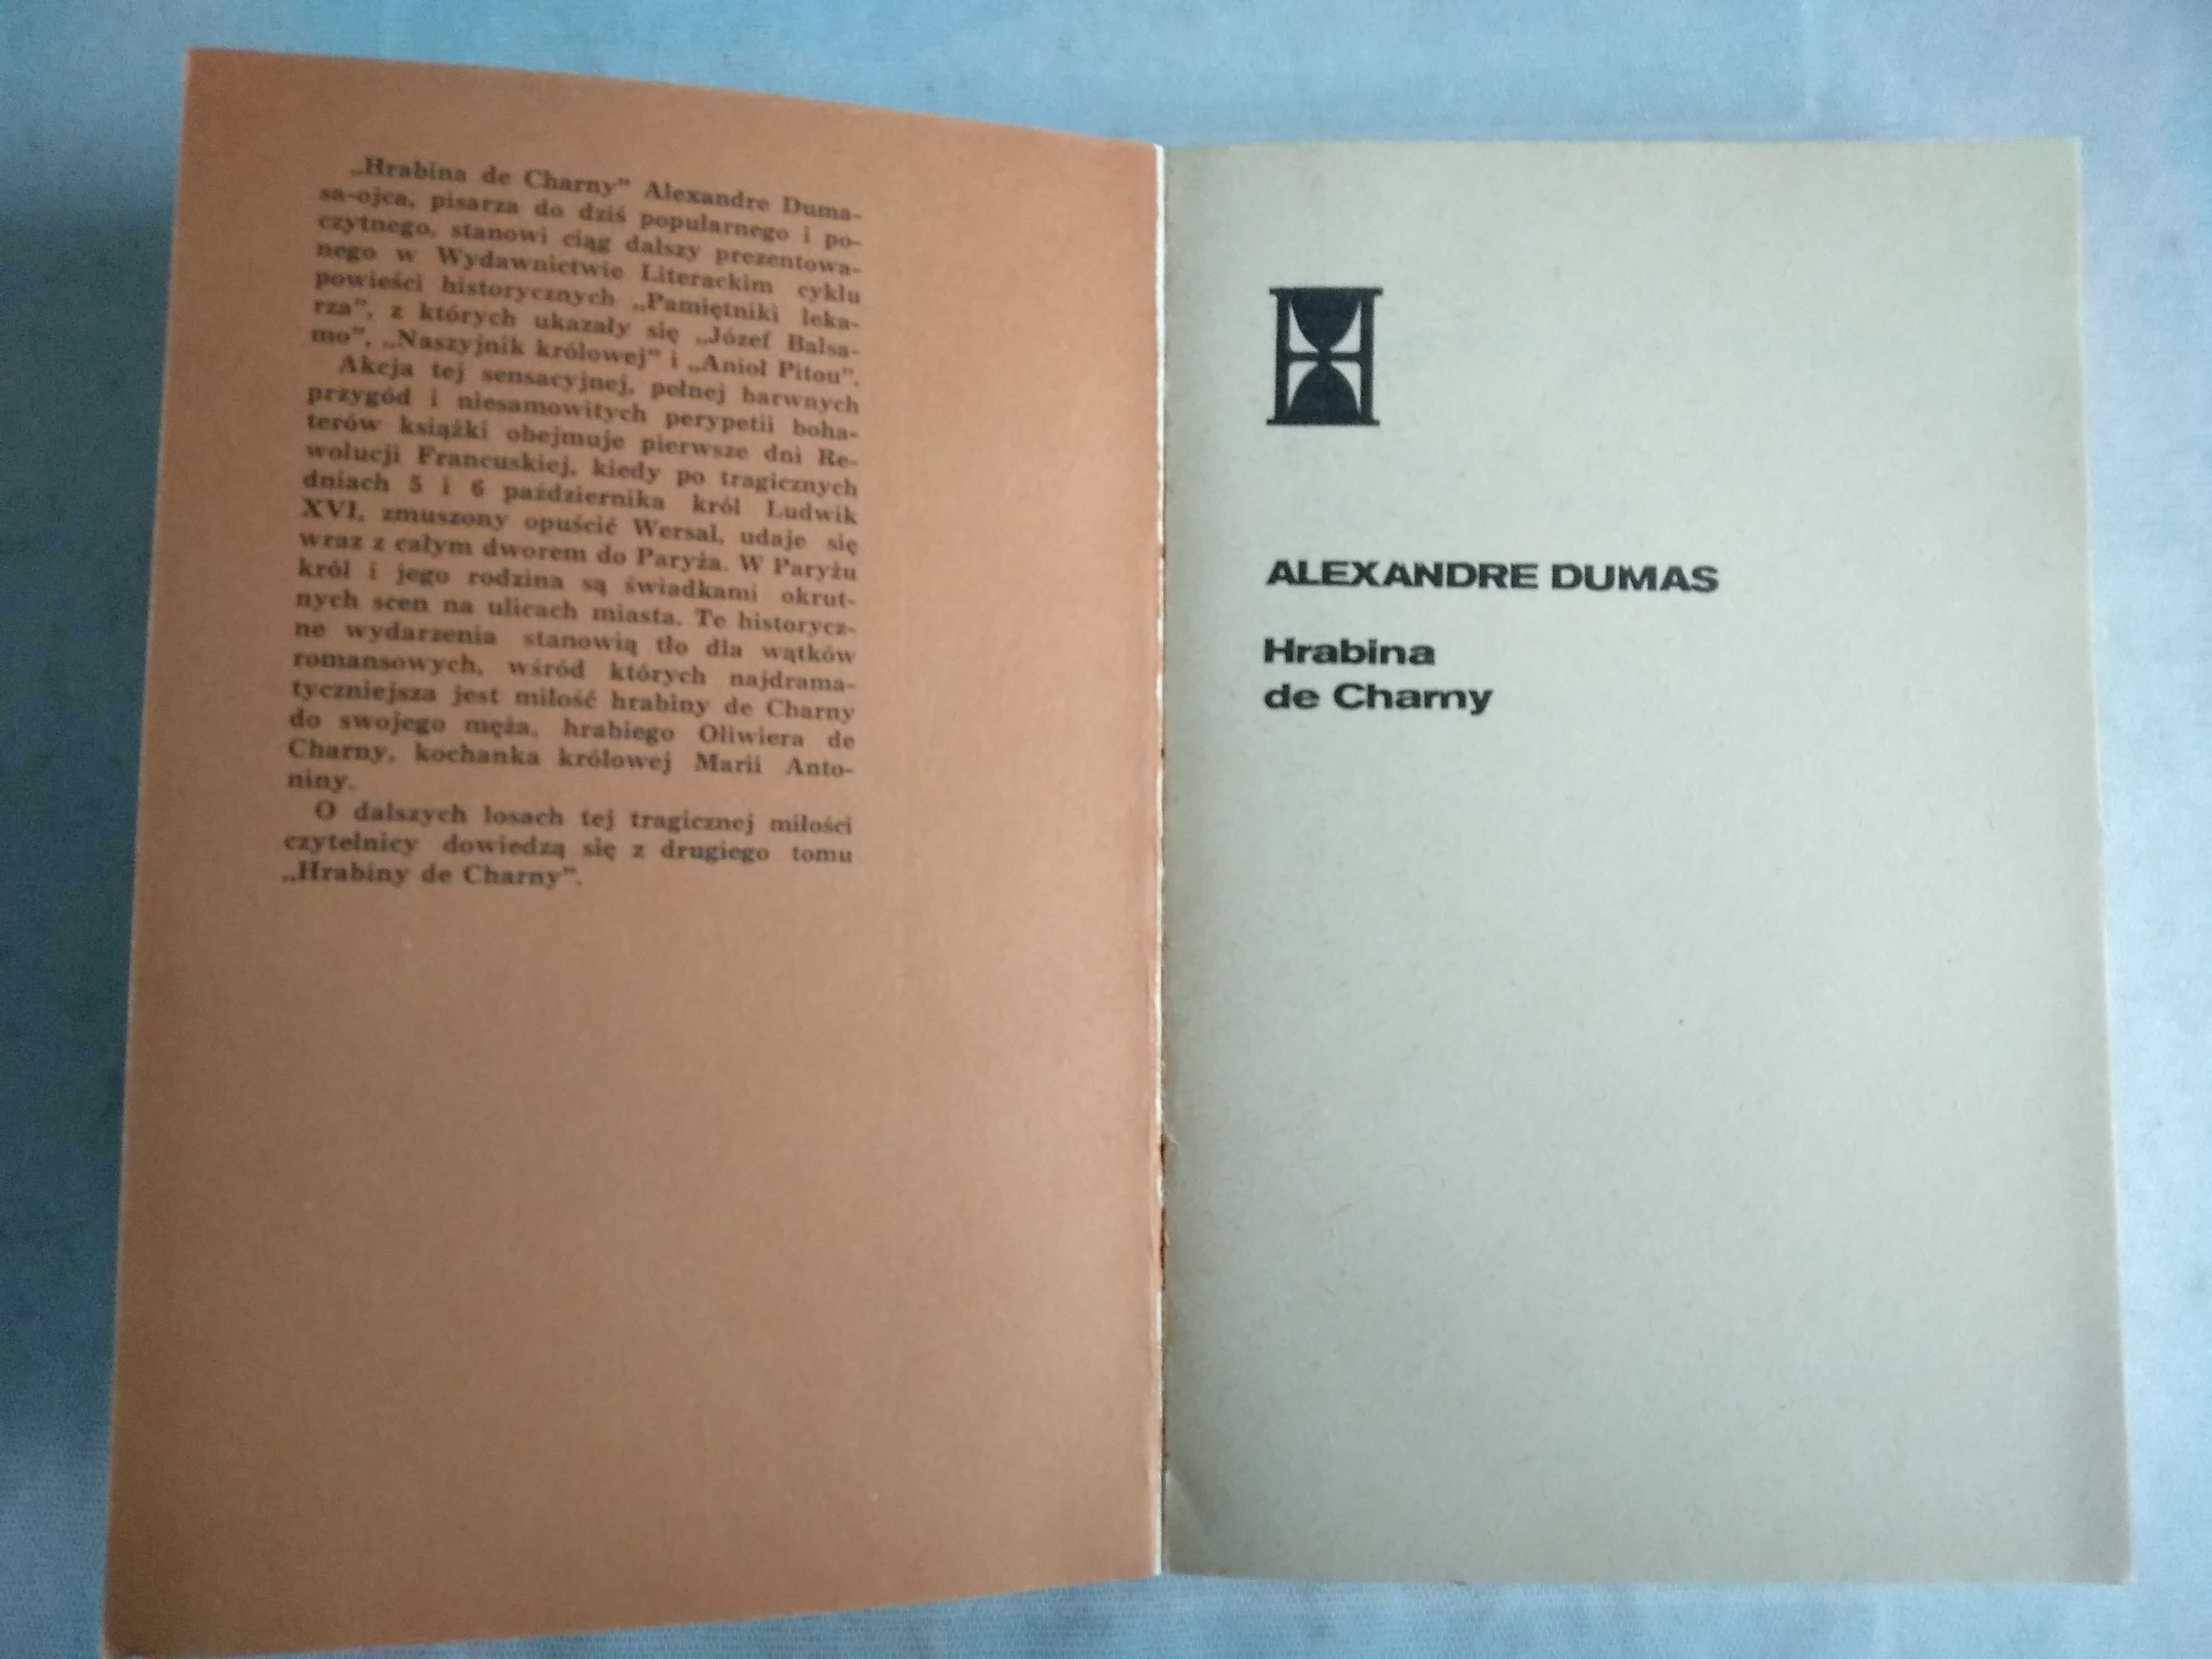 „Hrabina de Charny” Alexandre Duma-
sa-ojca, pisarza do dziś popularnego i po-
czytnego, stanowi ciąg dalszy prezentowa-
nego w Wydawnictwie Literackim cyklu
powieści historycznych „Pamiętniki leka-
rza”, z których ukazały się „Józef Balsa-
mo”, „Naszyjnik królowej” i „Anioł Pitou”.
Akcja tej sensacyjnej, pełnej barwnych
przygód i niesamowitych perypetii boha-
terów książki obejmuje pierwsze dni Re-
wolucji Francuskiej, kiedy po tragicznych
dniach 5 i 6 października król Ludwik
XVI, zmuszony opuścić Wersal, udaje się
wraz z całym dworem do Paryża. W Paryżu
król i jego rodzina są świadkami okrut-
nych scen na ulicach miasta. Te historycz-
ne wydarzenia stanowią tło dla wątków
romansowych, wśród których najdrama-
tyczniejsza jest miłość hrabiny de Charny
do swojego męża, hrabiego Oliwiera de
Charny, kochanka królowej Marii Anto-
niny.
O dalszych losach tej tragicznej miłości
czytelnicy dowiedzą się z drugiego tomu
„Hrabiny de Charny”.
ALEXANDRE DUMAS
Hrabina
de Charny